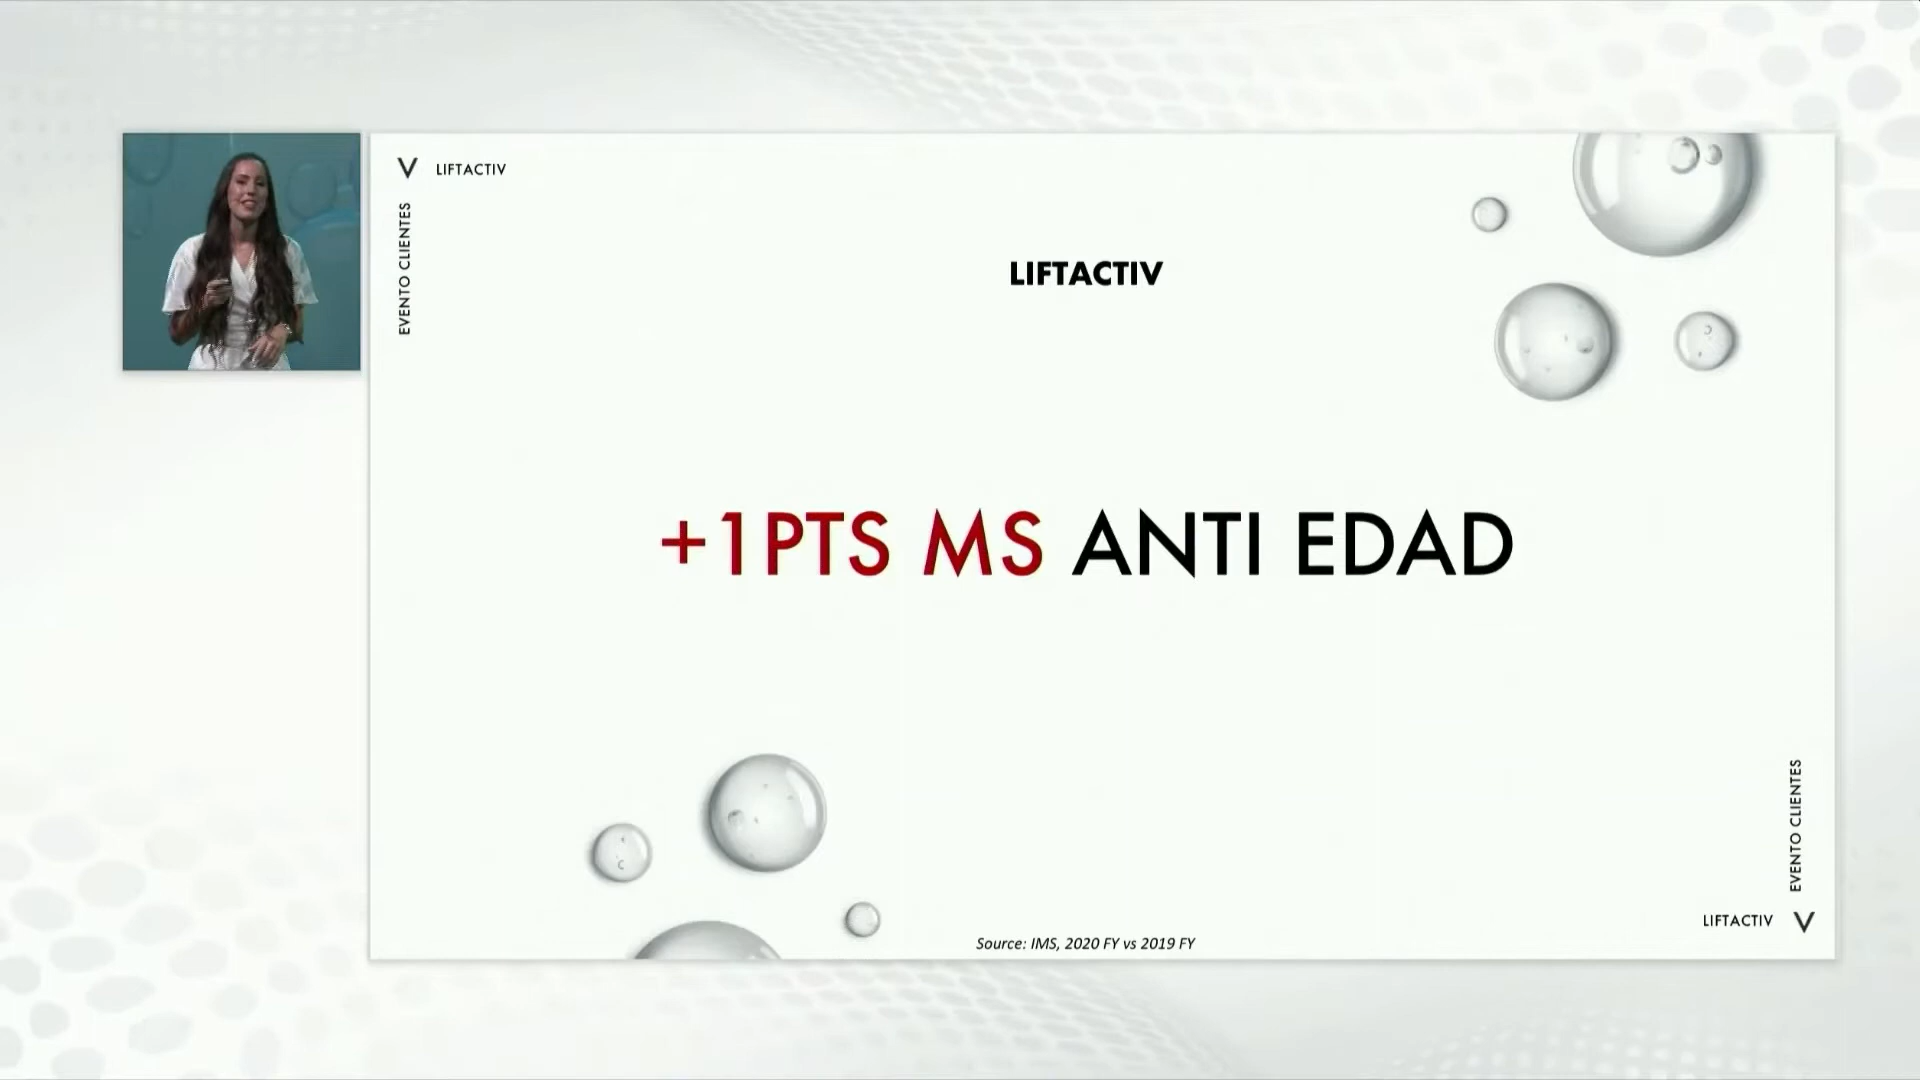 V LIFTACTIV
EVENTO CLIENTES
LIFTACTIV
+1PTS MS ANTI EDAD
EVENTO CLIENTES
LIFTACTIV V
Source: IMS, 2020 FY vs 2019 FY